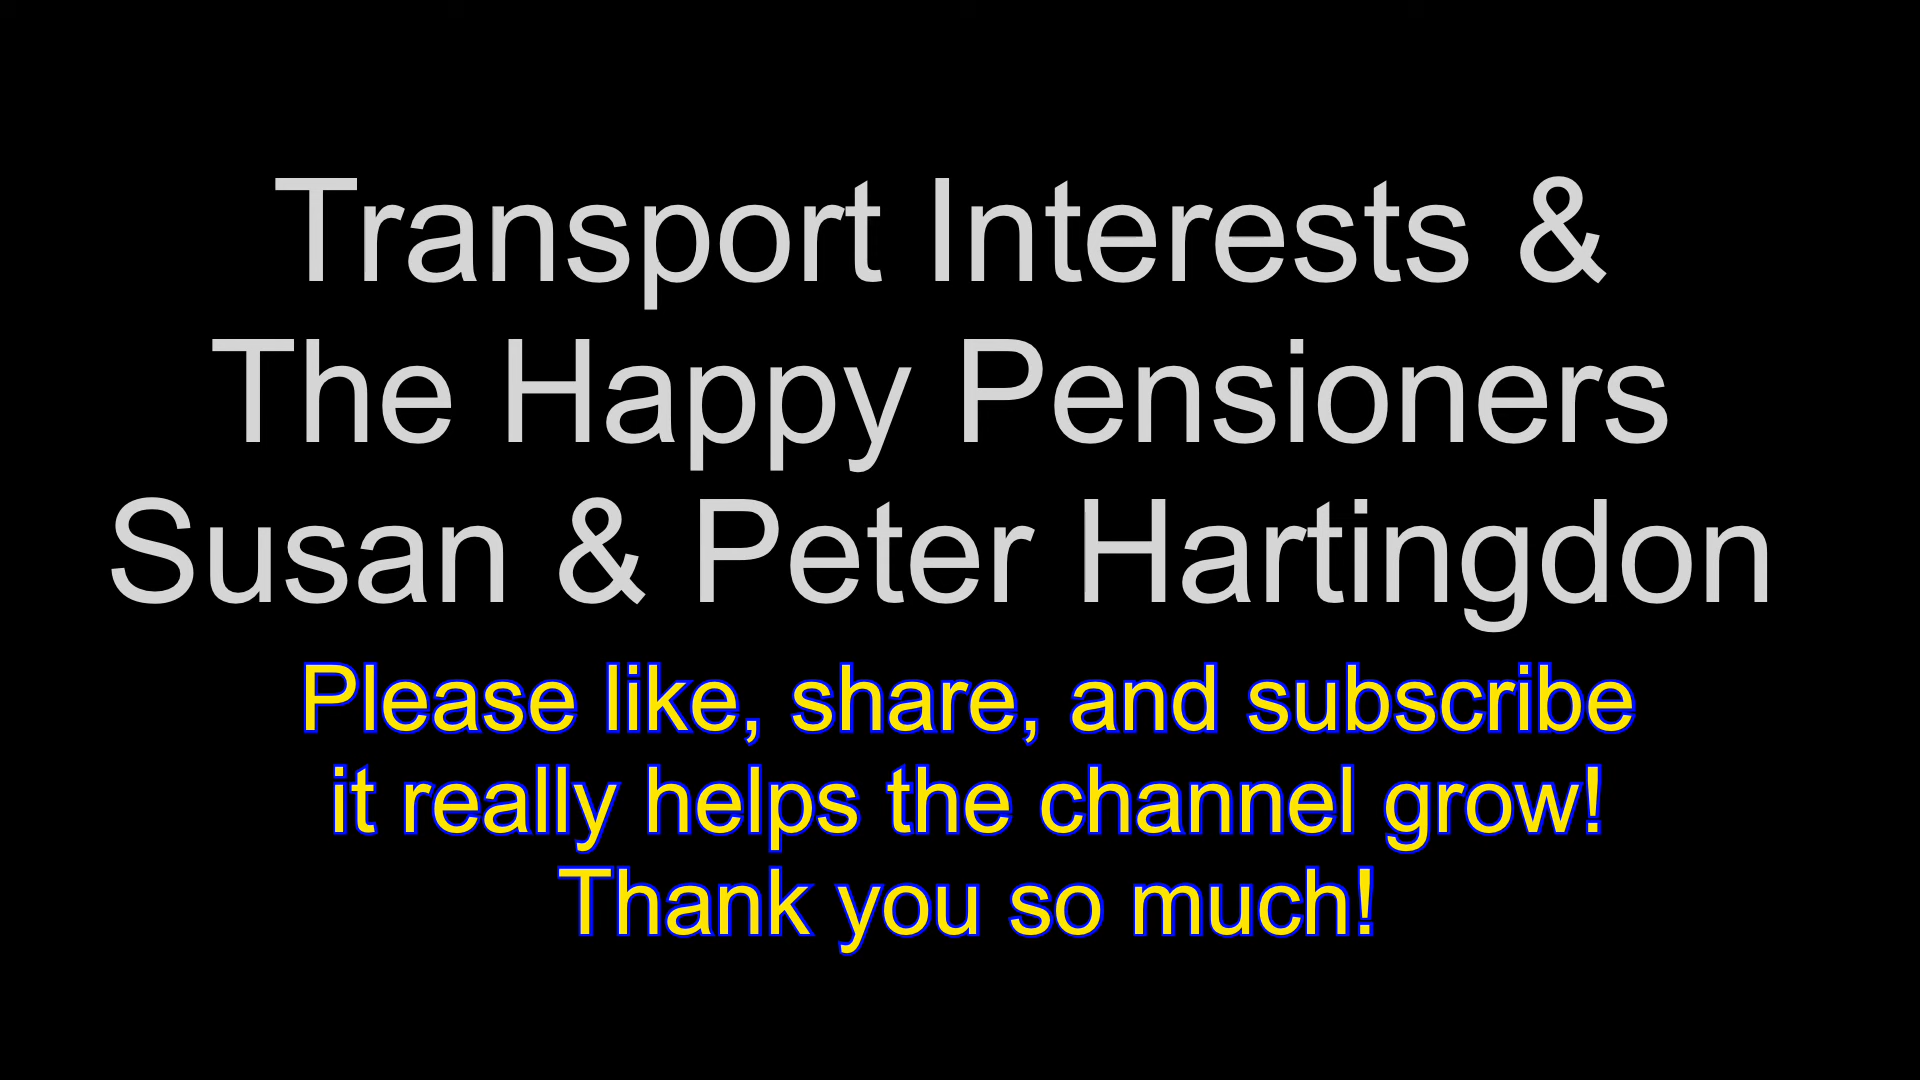 Transport Interests &
The Happy Pensioners
Susan & Peter Hartingdon
Please like, share, and subscribe
it really helps the channel grow!
Thank you so much!